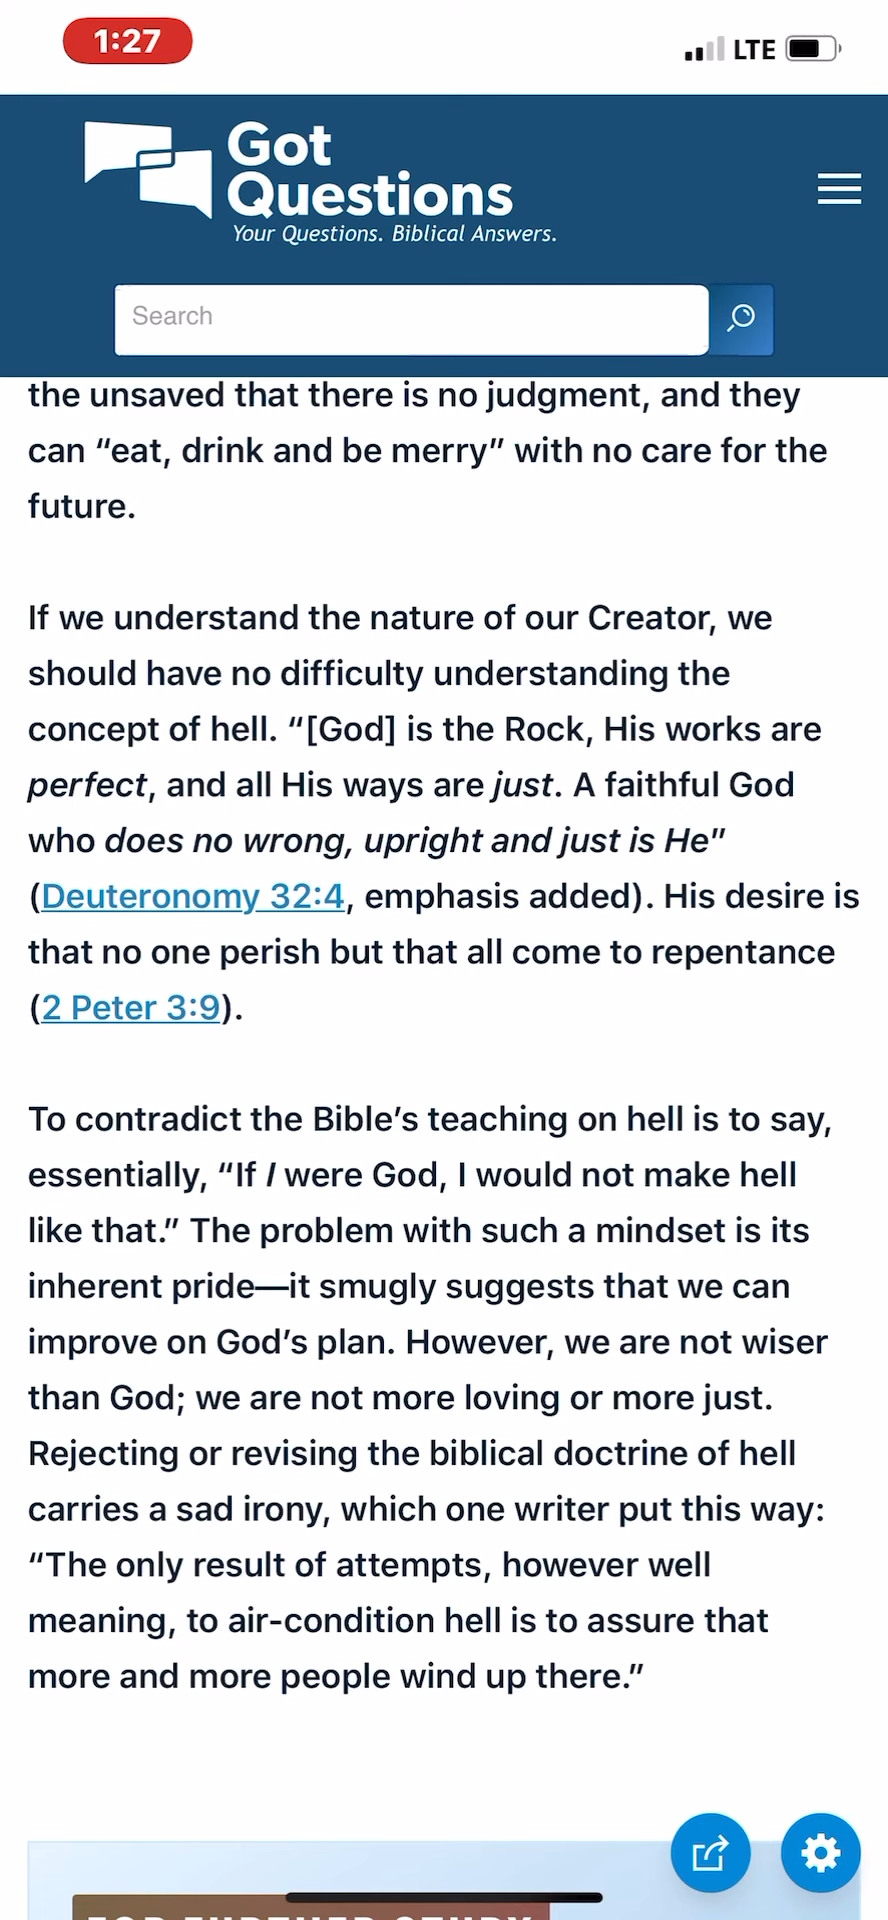 1:27
LTE
Got
Questions
Your Questions. Biblical Answers.
Search
the unsaved that there is no judgment, and they
can “eat, drink and be merry” with no care for the
future.
If we understand the nature of our Creator, we
should have no difficulty understanding the
concept of hell. “[God] is the Rock, His works are
perfect, and all His ways are just. A faithful God
who does no wrong, upright and just is He”
(Deuteronomy 32:4, emphasis added). His desire is
that no one perish but that all come to repentance
(2 Peter 3:9).
To contradict the Bible’s teaching on hell is to say,
essentially, “If I were God, I would not make hell
like that.” The problem with such a mindset is its
inherent pride—it smugly suggests that we can
improve on God’s plan. However, we are not wiser
than God; we are not more loving or more just.
Rejecting or revising the biblical doctrine of hell
carries a sad irony, which one writer put this way:
“The only result of attempts, however well
meaning, to air-condition hell is to assure that
more and more people wind up there.”
FOR FURTHER STUDY